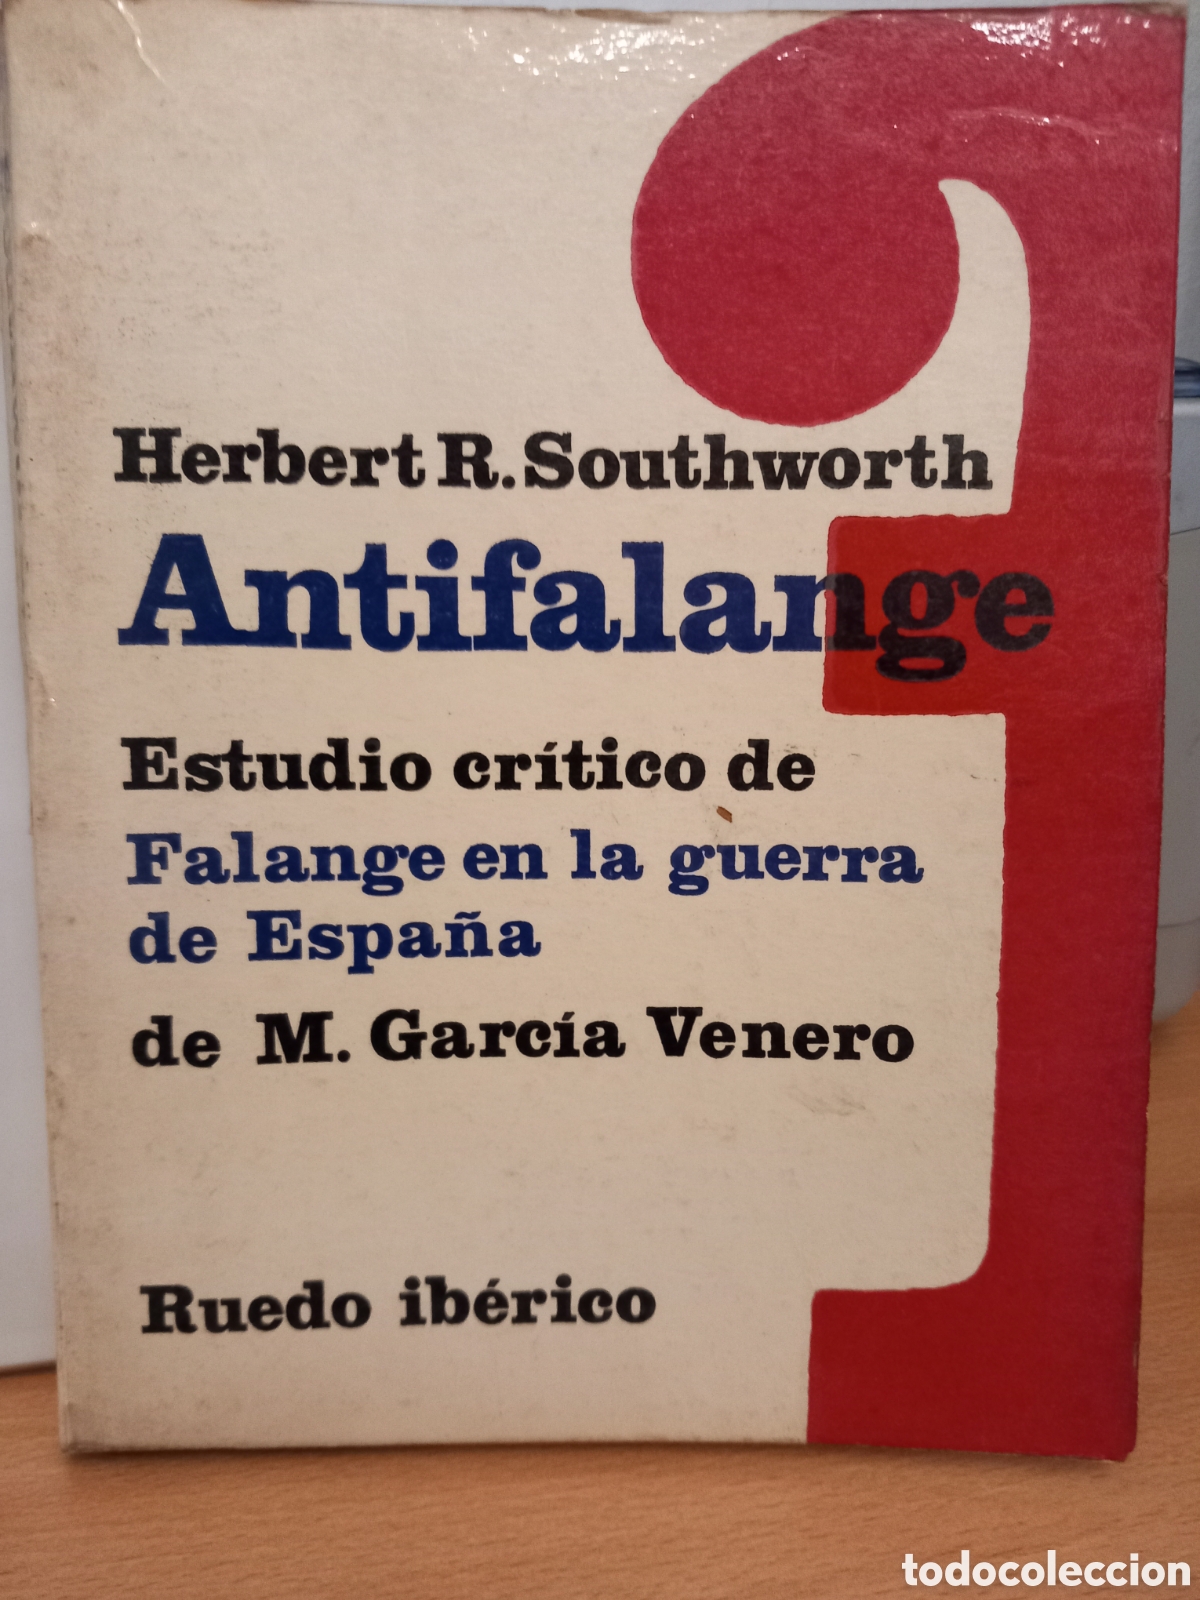 Herbert R. Southworth
Antifalange
Estudio crítico de
Falange en la guerra
de España
de M. García Venero
Ruedo ibérico
todocoleccion